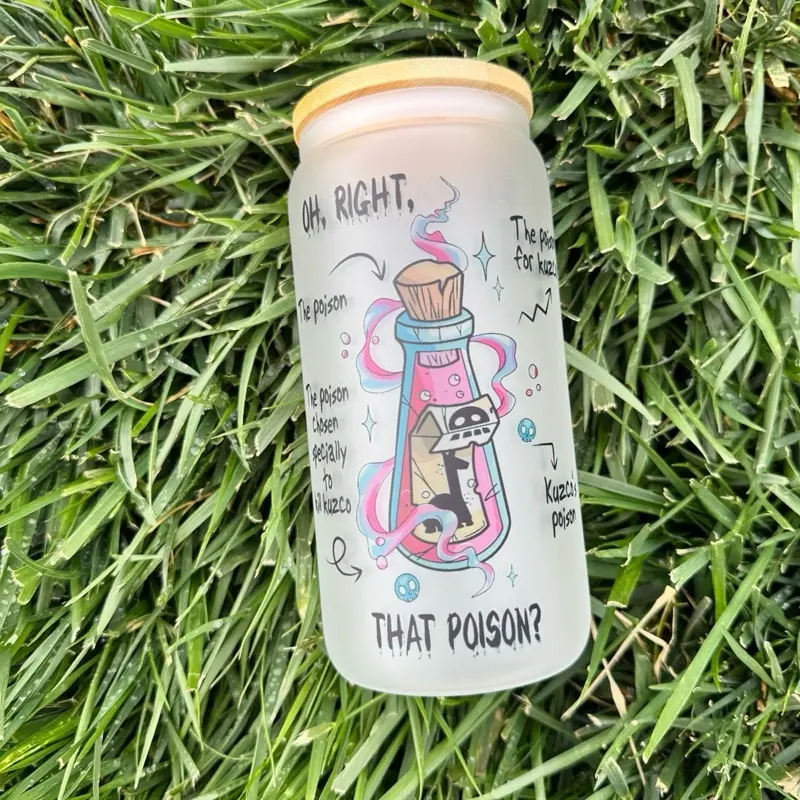 OH, RIGHT,
The poison
The poison
for kuzco
The poison
chosen
specially
to
kill kuzco
Kuzco's
poison
THAT POISON?